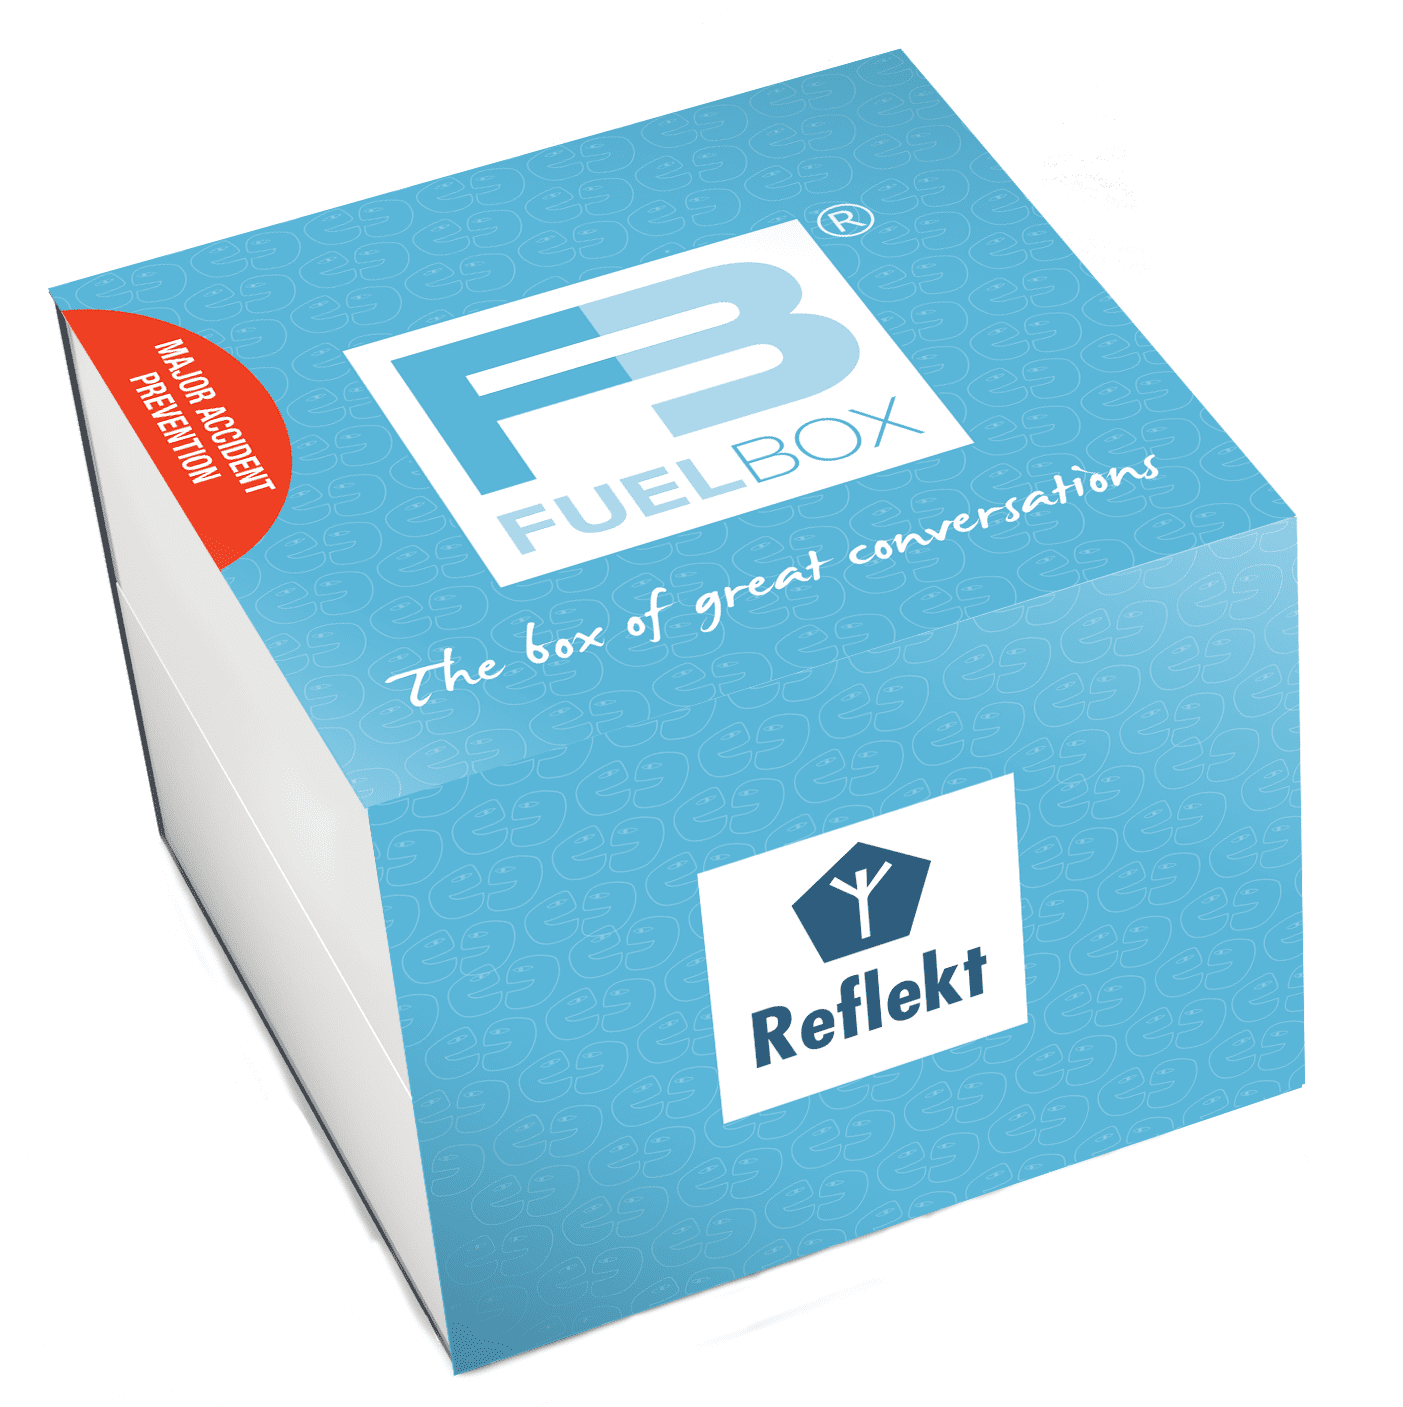 MAJOR ACCIDENT
PREVENTION
FB®
FUELBOX
The box of great conversations
Reflekt